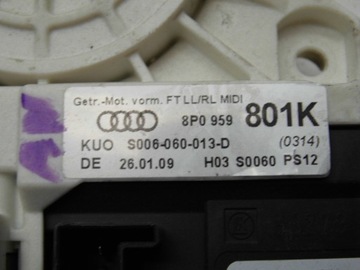 Getr.-Mot. vorm. FT LL/RL MIDI
8P0 959 801K
KUO S006-060-013-D (0314)
DE 26.01.09 H03 S0060 PS12